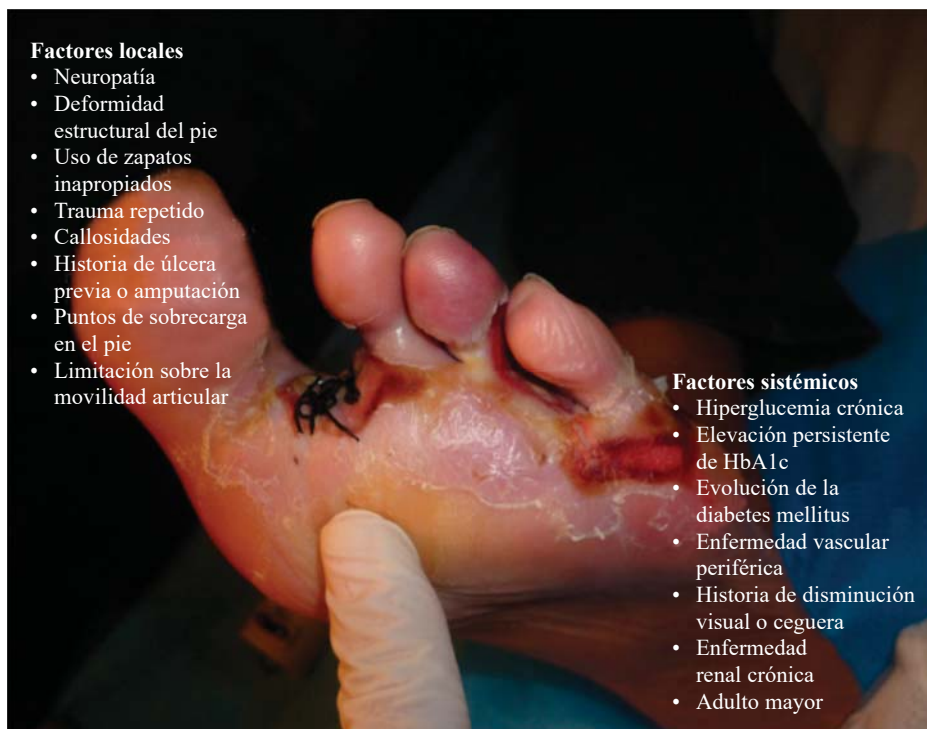 Factores locales
• Neuropatía
• Deformidad
estructural del pie
• Uso de zapatos
inapropiados
• Trauma repetido
• Callosidades
• Historia de úlcera
previa o amputación
• Puntos de sobrecarga
en el pie
• Limitación sobre la
movilidad articular
Factores sistémicos
• Hiperglucemia crónica
• Elevación persistente
de HbA1c
• Evolución de la
diabetes mellitus
• Enfermedad vascular
periférica
• Historia de disminución
visual o ceguera
• Enfermedad
renal crónica
• Adulto mayor